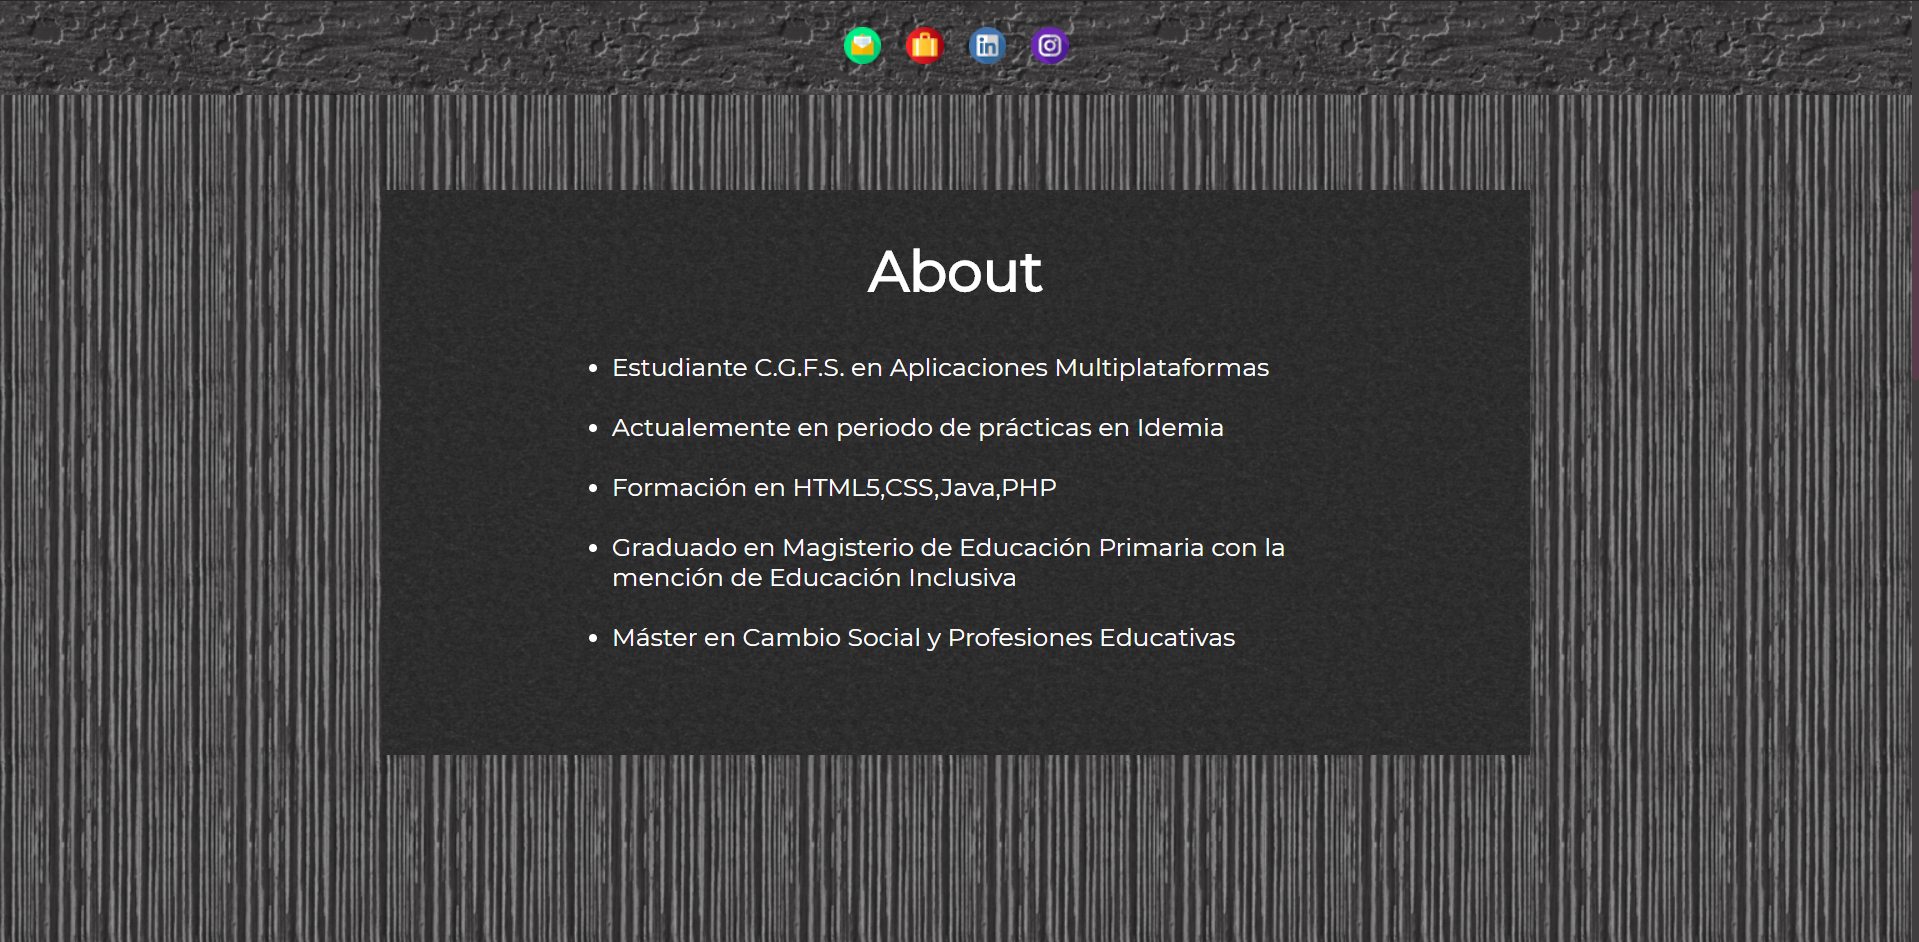 in
About
Estudiante C.G.F.S. en Aplicaciones Multiplataformas
Actualemente en periodo de prácticas en Idemia
Formación en HTML5,CSS,Java,PHP
Graduado en Magisterio de Educación Primaria con la
mención de Educación Inclusiva
Máster en Cambio Social y Profesiones Educativas